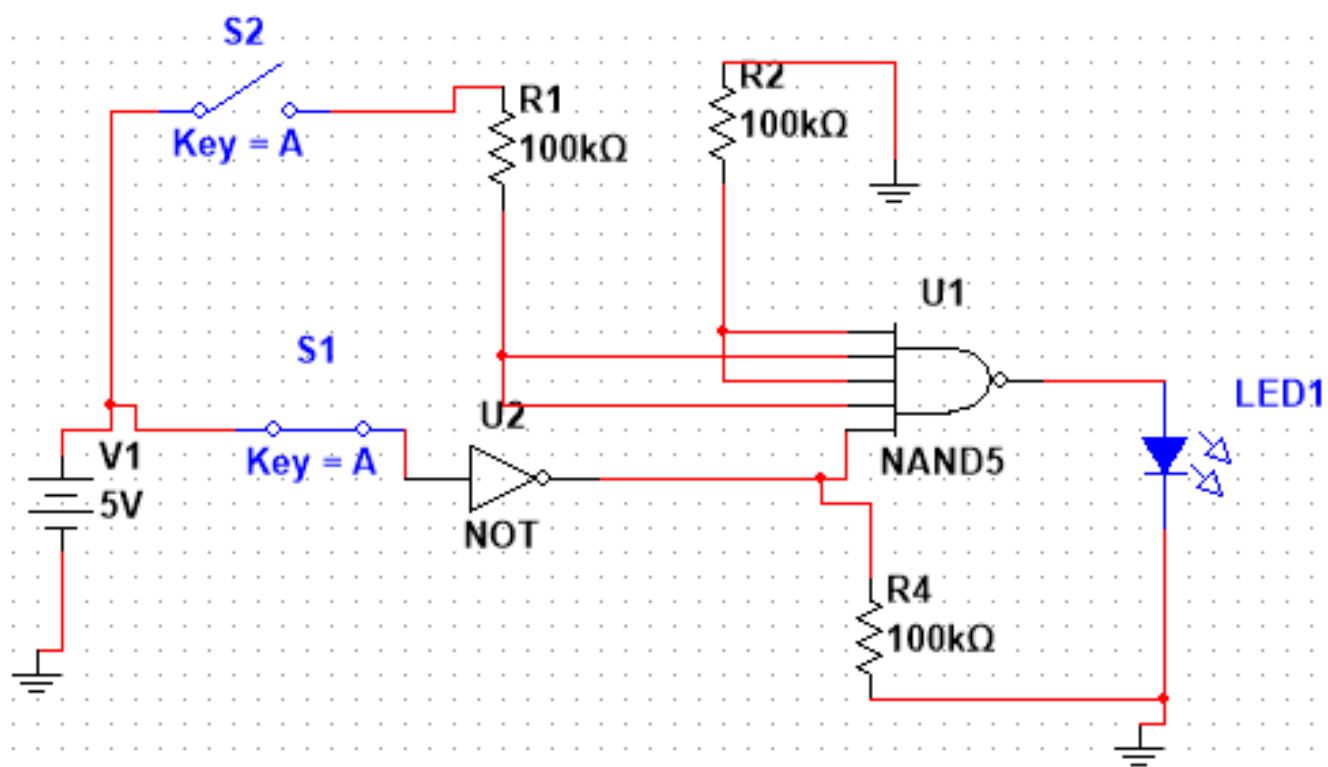 S2
Key = A
R1
100kΩ
R2
100kΩ
U1
S1
Key = A
U2
LED1
V1
5V
NAND5
NOT
R4
100kΩ